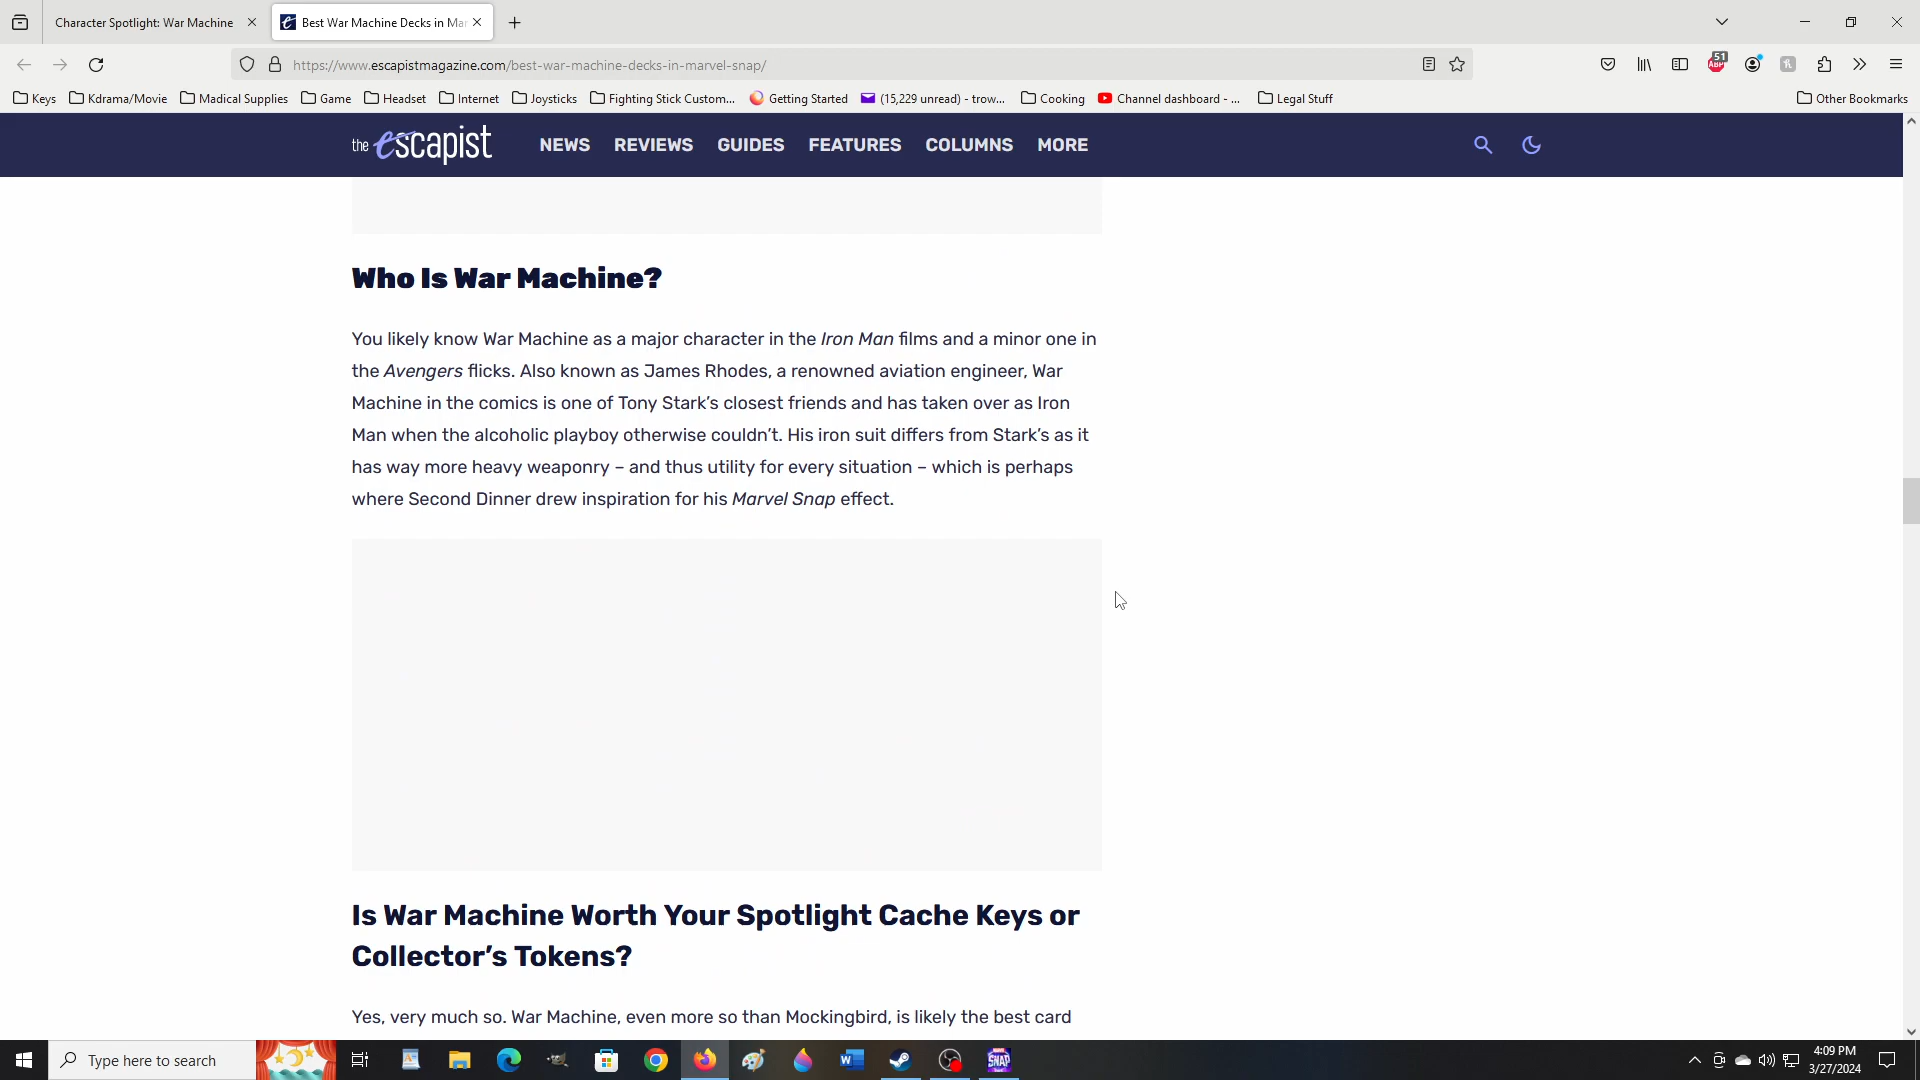 Character Spotlight: War Machine
Best War Machine Decks in Mar
https://www.escapistmagazine.com/best-war-machine-decks-in-marvel-snap/
51
ABP
Keys
Kdrama/Movie
Madical Supplies
Game
Headset
Internet
Joysticks
Fighting Stick Custom...
Getting Started
(15,229 unread) - trow...
Cooking
Channel dashboard - ...
Legal Stuff
Other Bookmarks
the escapist
NEWS
REVIEWS
GUIDES
FEATURES
COLUMNS
MORE
Who Is War Machine?
You likely know War Machine as a major character in the Iron Man films and a minor one in
the Avengers flicks. Also known as James Rhodes, a renowned aviation engineer, War
Machine in the comics is one of Tony Stark’s closest friends and has taken over as Iron
Man when the alcoholic playboy otherwise couldn’t. His iron suit differs from Stark’s as it
has way more heavy weaponry – and thus utility for every situation – which is perhaps
where Second Dinner drew inspiration for his Marvel Snap effect.
Is War Machine Worth Your Spotlight Cache Keys or
Collector’s Tokens?
Yes, very much so. War Machine, even more so than Mockingbird, is likely the best card
Type here to search
SNAP
4:09 PM
3/27/2024